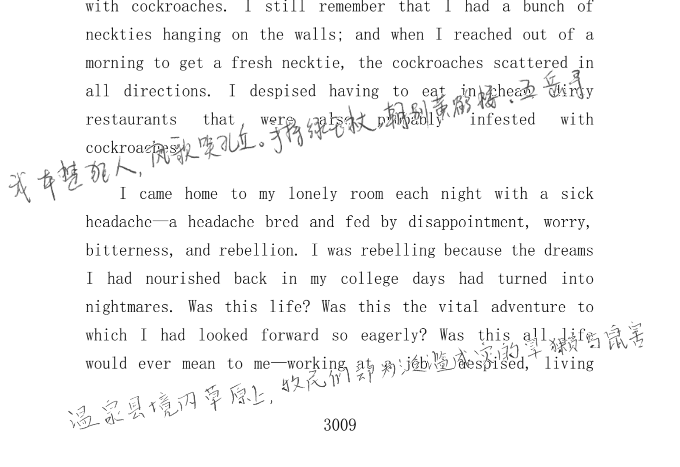 with cockroaches. I still remember that I had a bunch of
neckties hanging on the walls; and when I reached out of a
morning to get a fresh necktie, the cockroaches scattered in
all directions. I despised having to eat in cheap, dirty
restaurants that were also probably infested with
cockroaches.
我本楚狂人,凤歌笑孔丘。手持绿玉杖,朝别黄鹤楼.五岳寻
I came home to my lonely room each night with a sick
headache—a headache bred and fed by disappointment, worry,
bitterness, and rebellion. I was rebelling because the dreams
I had nourished back in my college days had turned into
nightmares. Was this life? Was this the vital adventure to
which I had looked forward so eagerly? Was this all life
would ever mean to me—working at a job I despised, living
温泉县境内草原上,牧民们都为泛滥成灾的旱獭与鼠害
3009